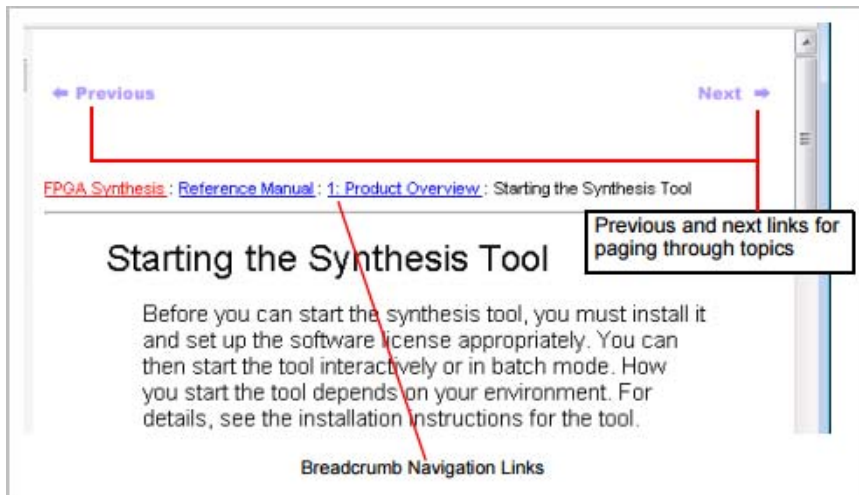 Previous
Next
FPGA Synthesis : Reference Manual : 1: Product Overview : Starting the Synthesis Tool
Previous and next links for
paging through topics
Starting the Synthesis Tool
Before you can start the synthesis tool, you must install it
and set up the software license appropriately. You can
then start the tool interactively or in batch mode. How
you start the tool depends on your environment. For
details, see the installation instructions for the tool.
Breadcrumb Navigation Links